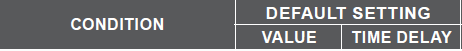 CONDITION
DEFAULT SETTING
VALUE
TIME DELAY